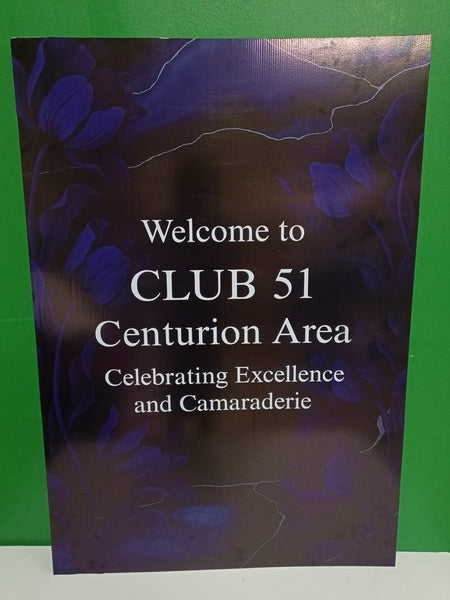 Welcome to
CLUB 51
Centurion Area
Celebrating Excellence
and Camaraderie